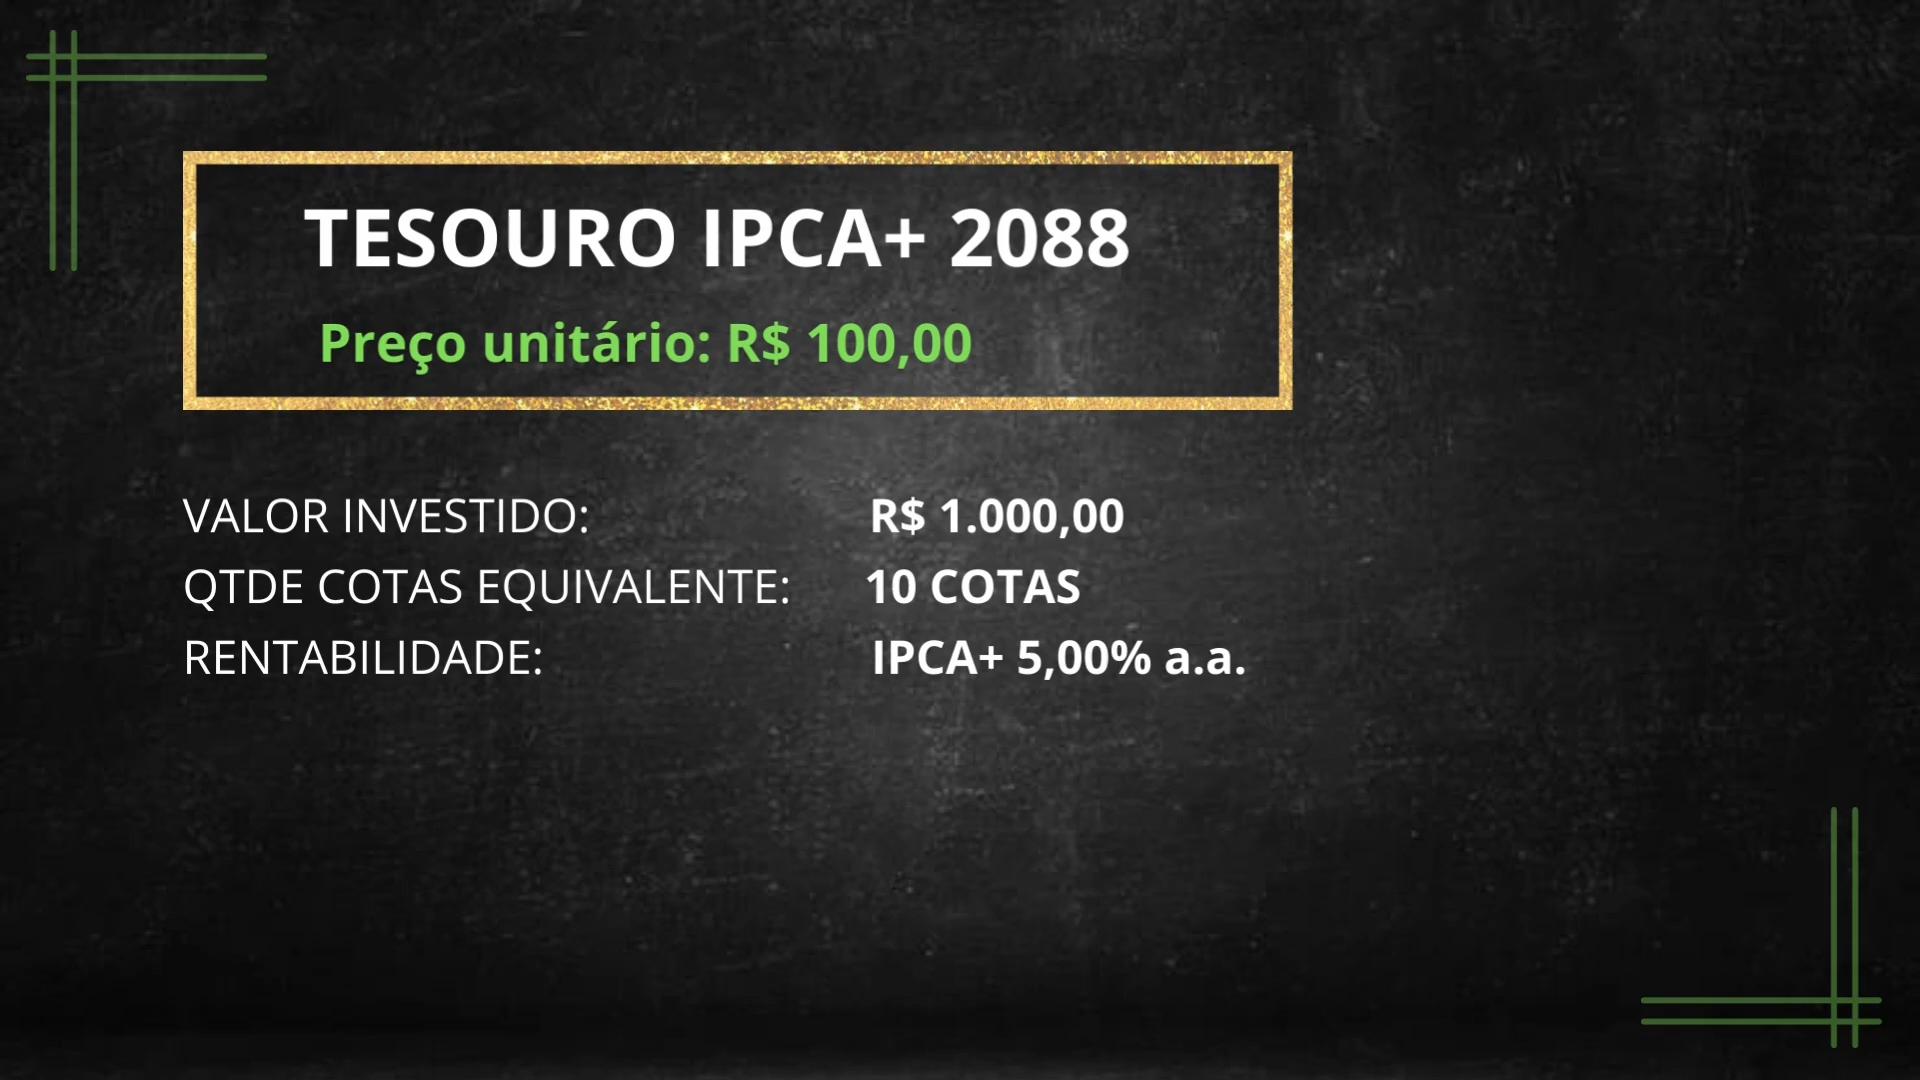 TESOURO IPCA+ 2088
Preço unitário: R$ 100,00
VALOR INVESTIDO: R$ 1.000,00
QTDE COTAS EQUIVALENTE: 10 COTAS
RENTABILIDADE: IPCA+ 5,00% a.a.